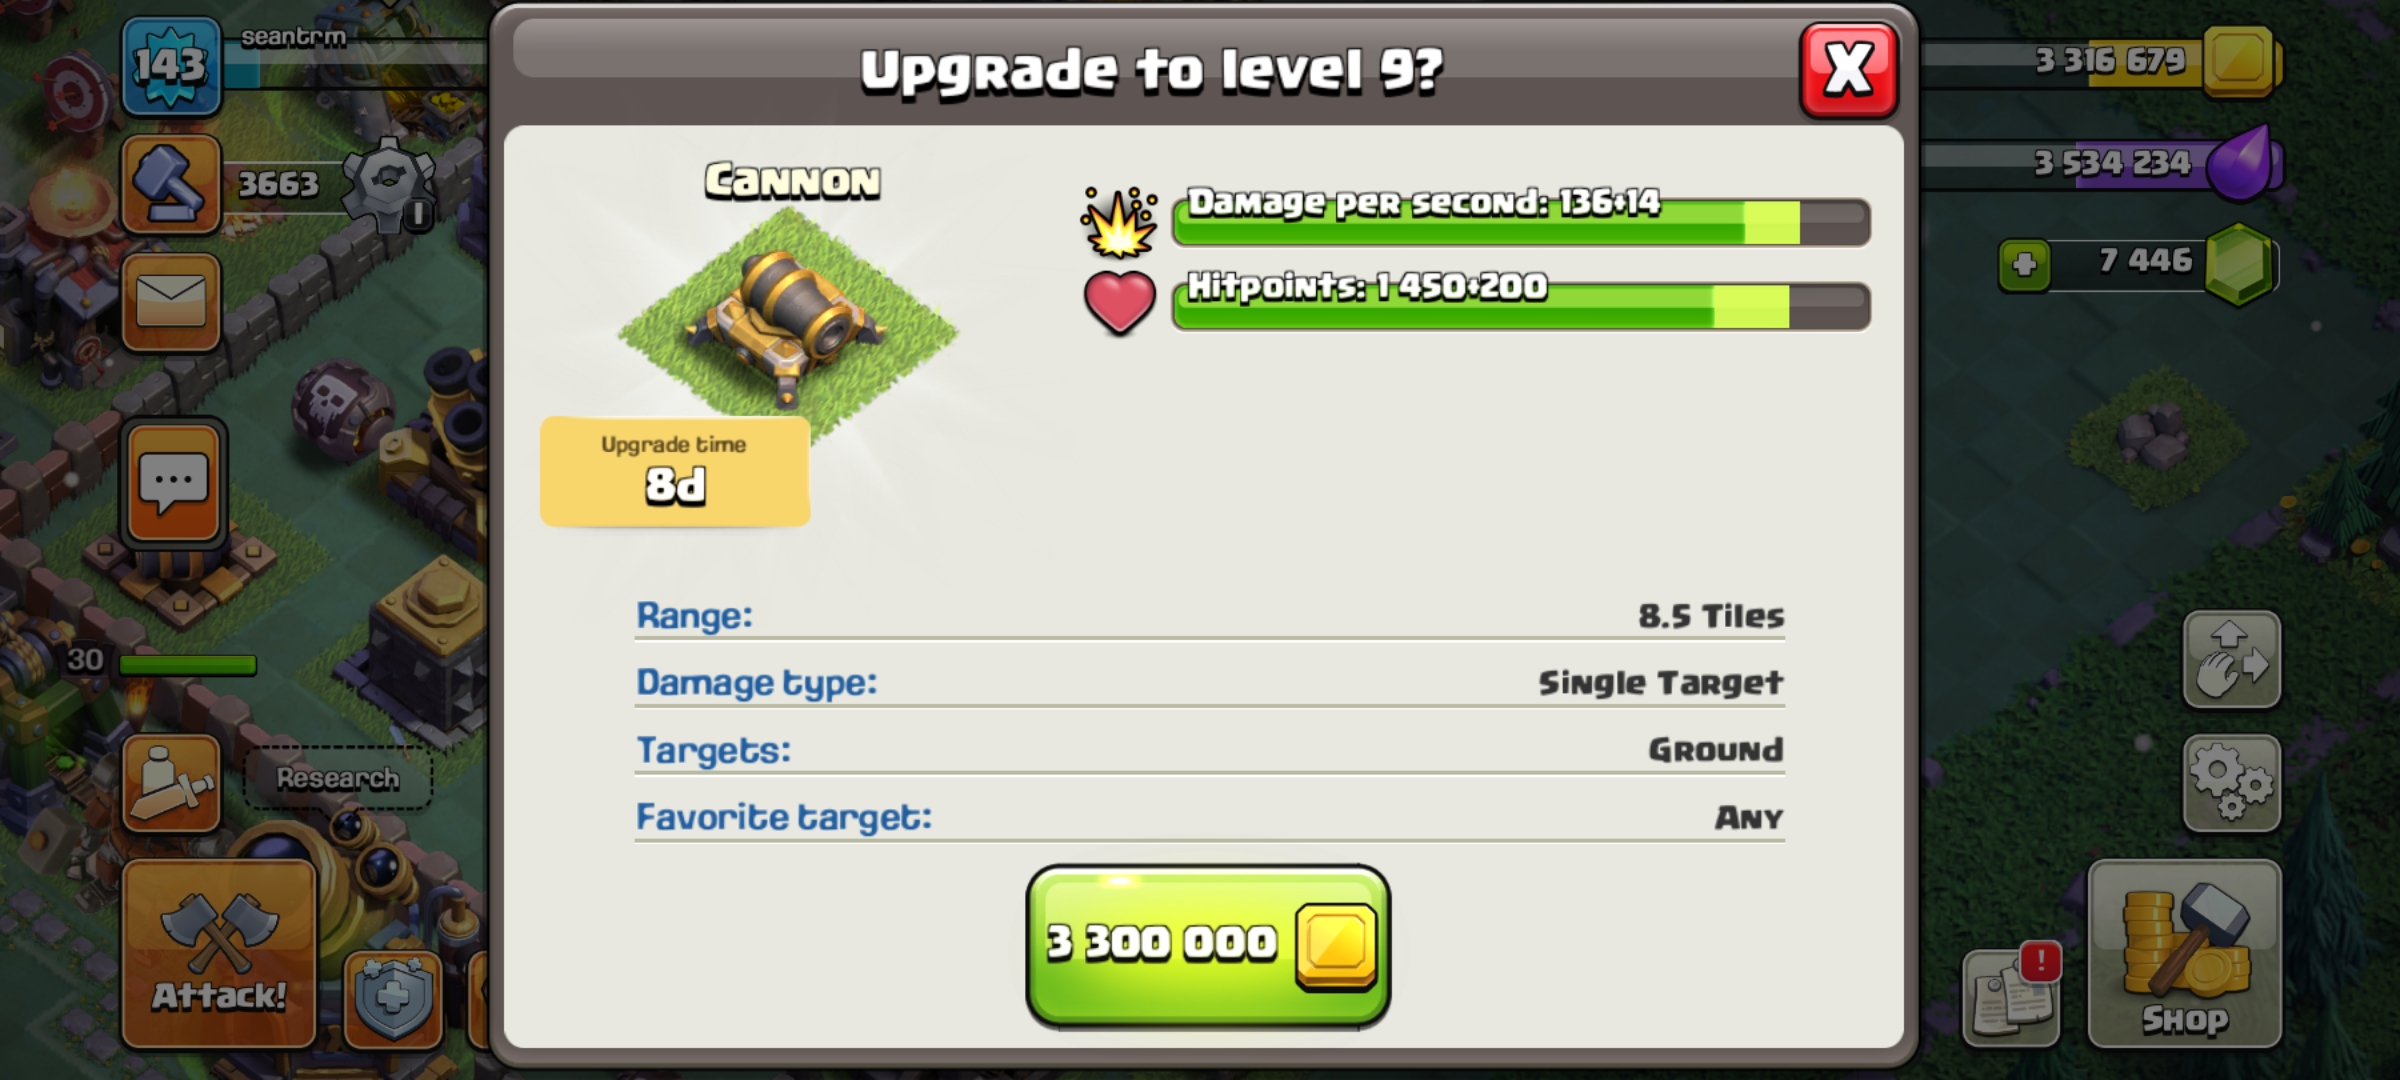 seantrm
143
3663
!
Upgrade to level 9?
X
3 316 679
3 534 234
7 446
Cannon
Damage per second: 136+14
Hitpoints: 1 450+200
Upgrade time
8d
Range: 8.5 Tiles
Damage type: Single Target
Targets: Ground
Favorite target: Any
30
Research
Attack!
3 300 000
!
Shop